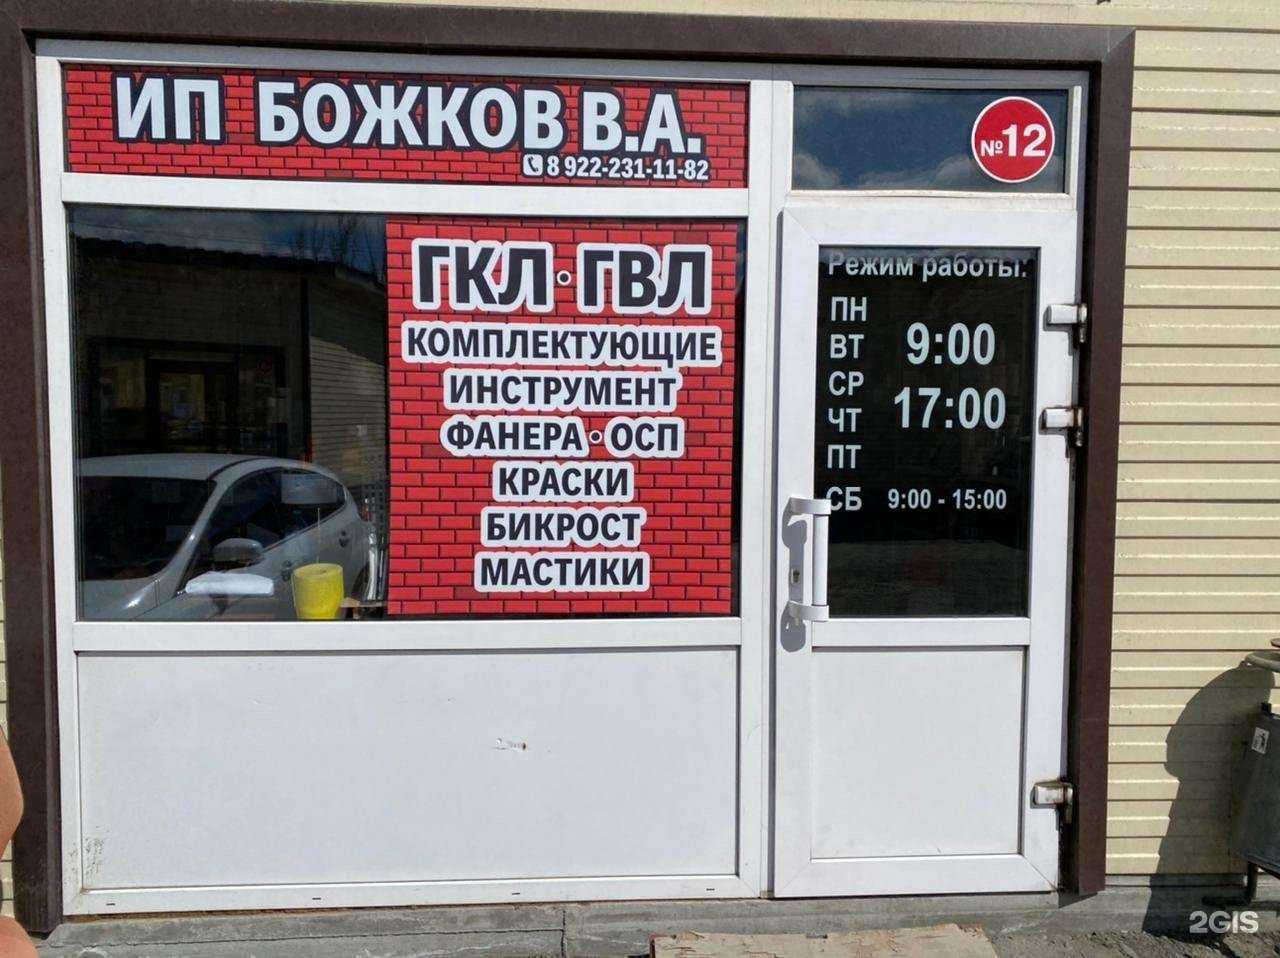 ИП БОЖКОВ В.А.
8 922-231-11-82
№12
ГКЛ • ГВЛ
КОМПЛЕКТУЮЩИЕ
ИНСТРУМЕНТ
ФАНЕРА • ОСП
КРАСКИ
БИКРОСТ
МАСТИКИ
Режим работы:
ПН
ВТ 9:00
СР
ЧТ 17:00
ПТ
СБ 9:00 - 15:00
2GIS